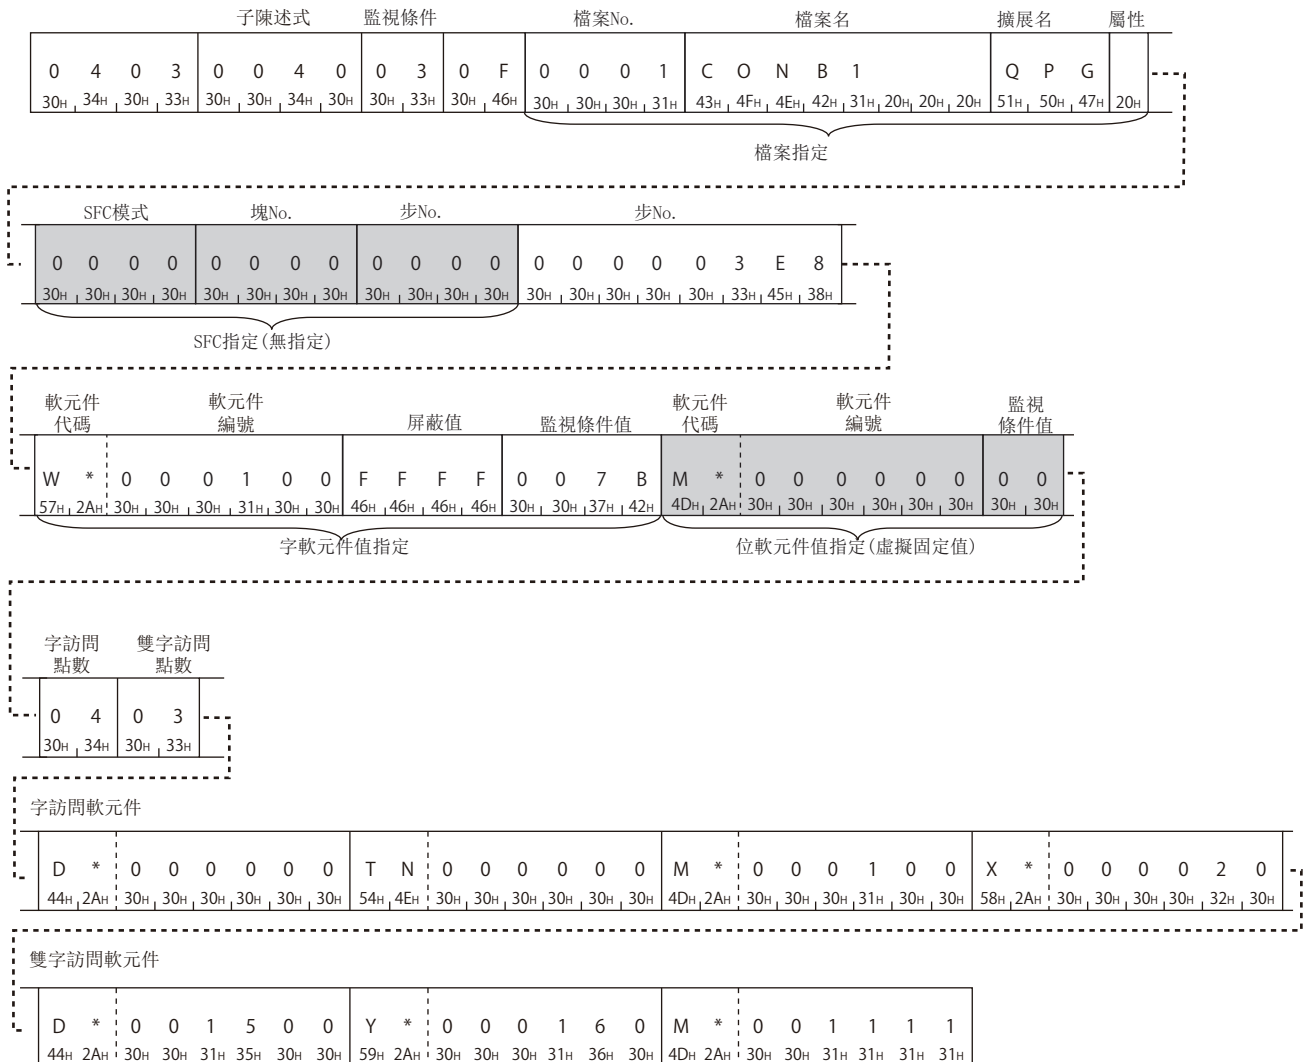 子陳述式 監視條件 檔案No. 檔案名 擴展名 屬性
0 4 0 3 0 0 4 0 0 3 0 F 0 0 0 1 C O N B 1 Q P G
30H 34H 30H 33H 30H 30H 34H 30H 30H 33H 30H 46H 30H 30H 30H 31H 43H 4FH 4EH 42H 31H 20H 20H 20H 51H 50H 47H 20H
檔案指定
SFC模式 塊No. 步No. 步No.
0 0 0 0 0 0 0 0 0 0 0 0 0 0 0 0 0 3 E 8
30H 30H 30H 30H 30H 30H 30H 30H 30H 30H 30H 30H 30H 30H 30H 30H 30H 33H 45H 38H
SFC指定(無指定)
軟元件 軟元件 軟元件 軟元件 監視
代碼 編號 屏蔽值 監視條件值 代碼 編號 條件值
W * 0 0 0 1 0 0 F F F F 0 0 7 B M * 0 0 0 0 0 0 0 0
57H 2AH 30H 30H 30H 31H 30H 30H 46H 46H 46H 46H 30H 30H 37H 42H 4DH 2AH 30H 30H 30H 30H 30H 30H 30H 30H
字軟元件值指定 位軟元件值指定(虛擬固定值)
字訪問 雙字訪問
點數 點數
0 4 0 3
30H 34H 30H 33H
字訪問軟元件
D * 0 0 0 0 0 0 T N 0 0 0 0 0 0 M * 0 0 0 1 0 0 X * 0 0 0 0 2 0
44H 2AH 30H 30H 30H 30H 30H 30H 54H 4EH 30H 30H 30H 30H 30H 30H 4DH 2AH 30H 30H 30H 31H 30H 30H 58H 2AH 30H 30H 30H 30H 32H 30H
雙字訪問軟元件
D * 0 0 1 5 0 0 Y * 0 0 0 1 6 0 M * 0 0 1 1 1 1
44H 2AH 30H 30H 31H 35H 30H 30H 59H 2AH 30H 30H 30H 31H 36H 30H 4DH 2AH 30H 30H 31H 31H 31H 31H